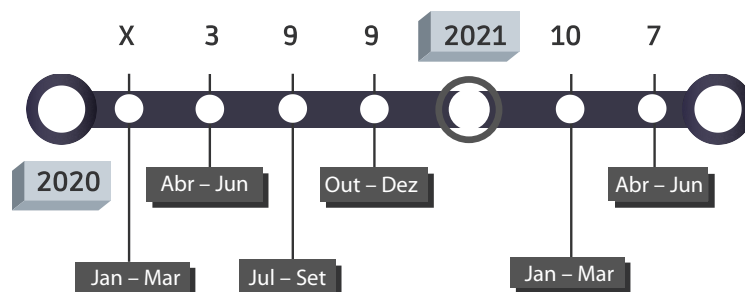 X 3 9 9 2021 10 7
2020
Abr – Jun Out – Dez Abr – Jun
Jan – Mar Jul – Set Jan – Mar